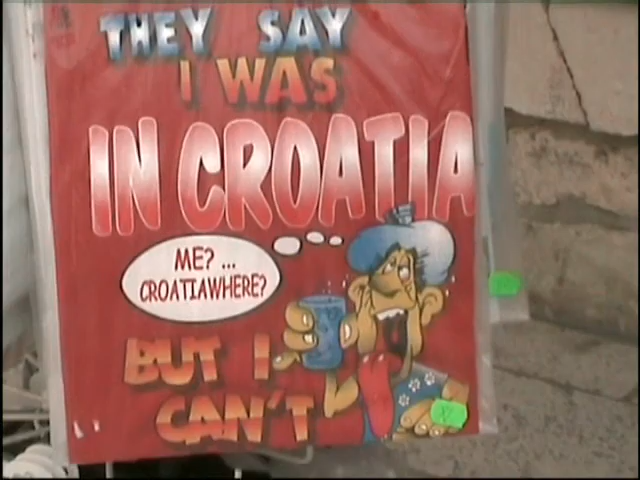 THEY SAY
I WAS
IN CROATIA
ME? ...
CROATIAWHERE?
BUT I
CAN'T